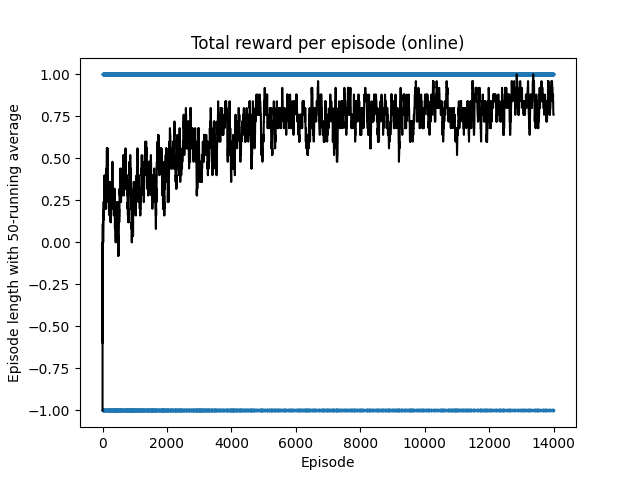 Total reward per episode (online)
Episode length with 50-running average
1.00
0.75
0.50
0.25
0.00
−0.25
−0.50
−0.75
−1.00
0 2000 4000 6000 8000 10000 12000 14000
Episode